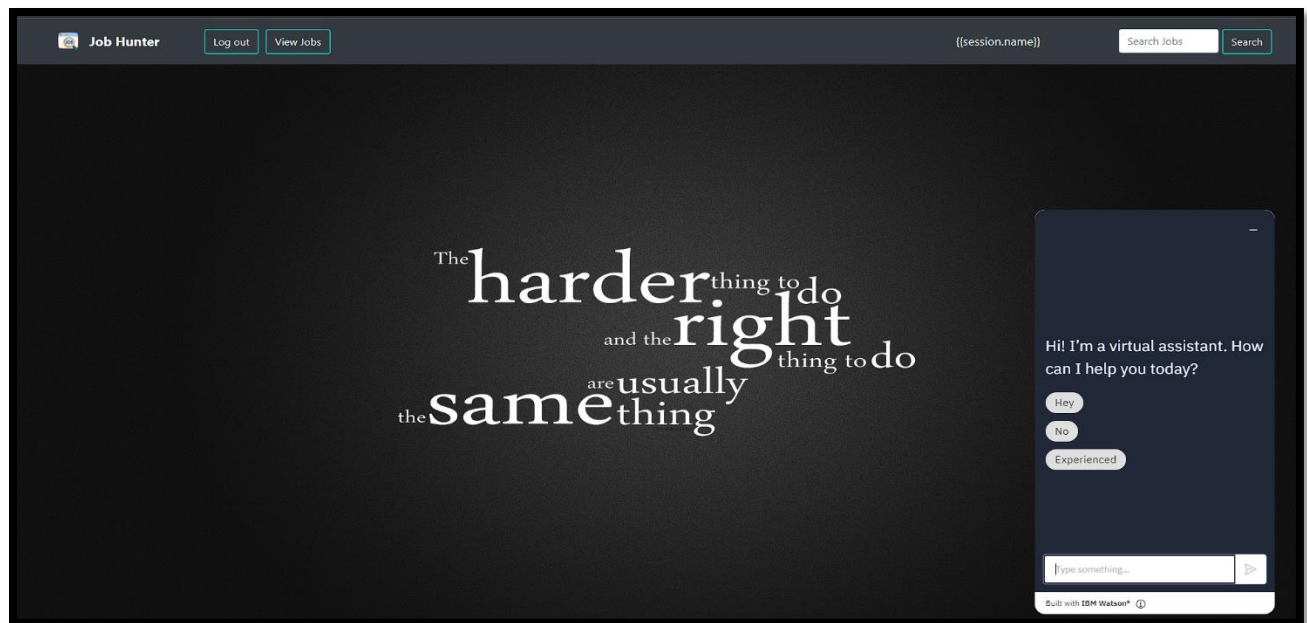 Job Hunter Log out View Jobs {{session.name}} Search Jobs Search
The harder thing to do
and the right thing to do
are usually
the same thing
Hi! I'm a virtual assistant. How
can I help you today?
Hey
No
Experienced
Type something...
Built with IBM Watson®